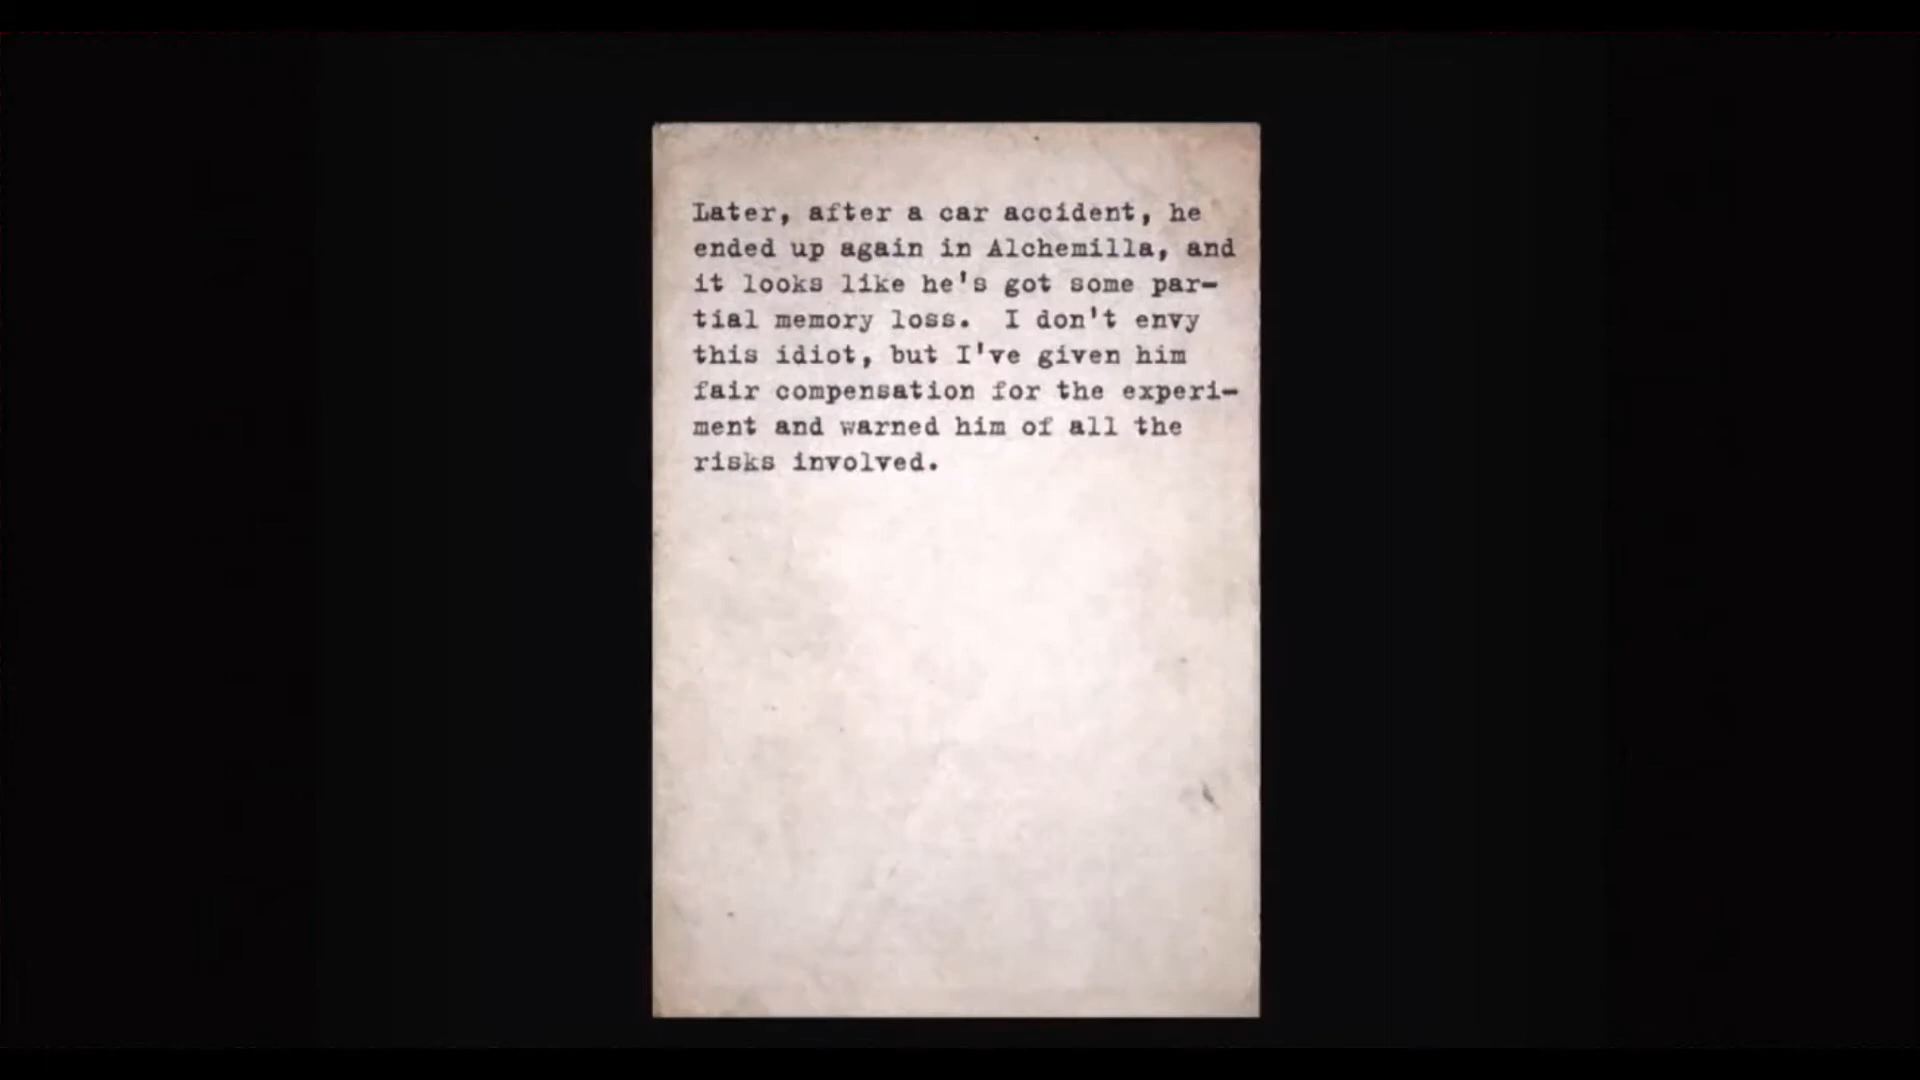 Later, after a car accident, he
ended up again in Alchemilla, and
it looks like he's got some par-
tial memory loss.  I don't envy
this idiot, but I've given him
fair compensation for the experi-
ment and warned him of all the
risks involved.